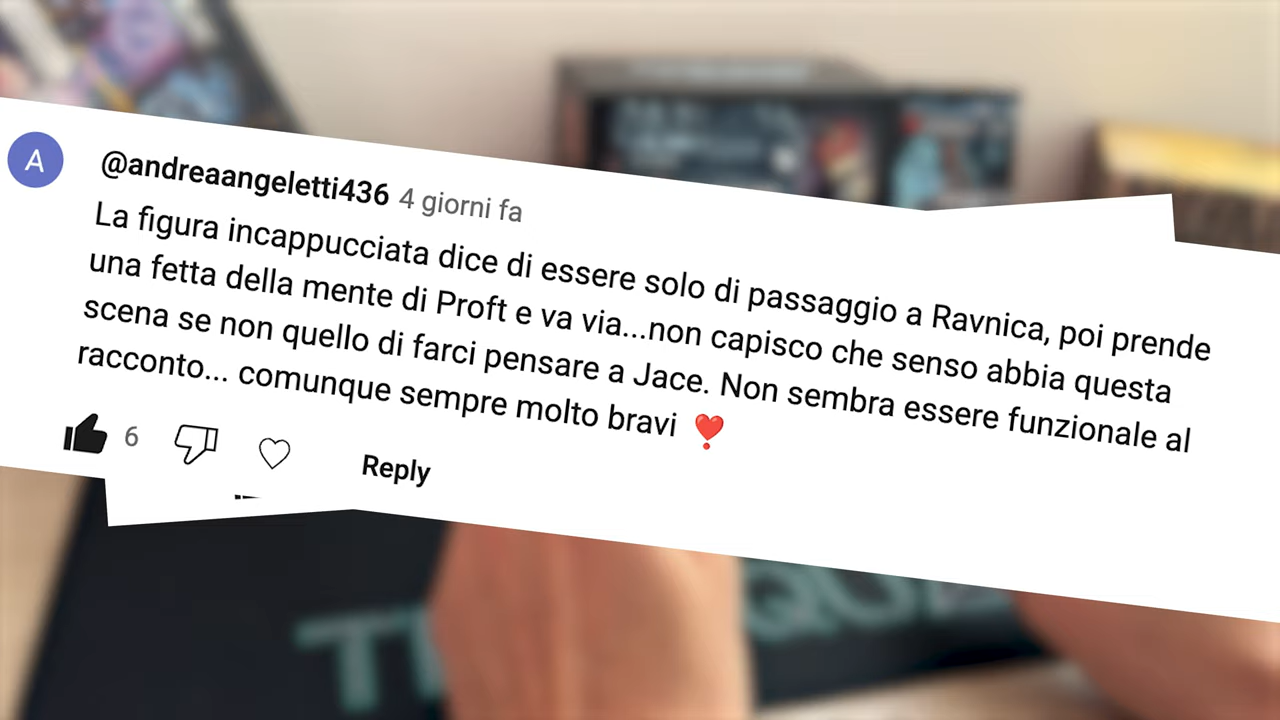 A
@andreaangeletti436 4 giorni fa
La figura incappucciata dice di essere solo di passaggio a Ravnica, poi prende
una fetta della mente di Proft e va via...non capisco che senso abbia questa
scena se non quello di farci pensare a Jace. Non sembra essere funzionale al
racconto... comunque sempre molto bravi ❣️
6
Reply